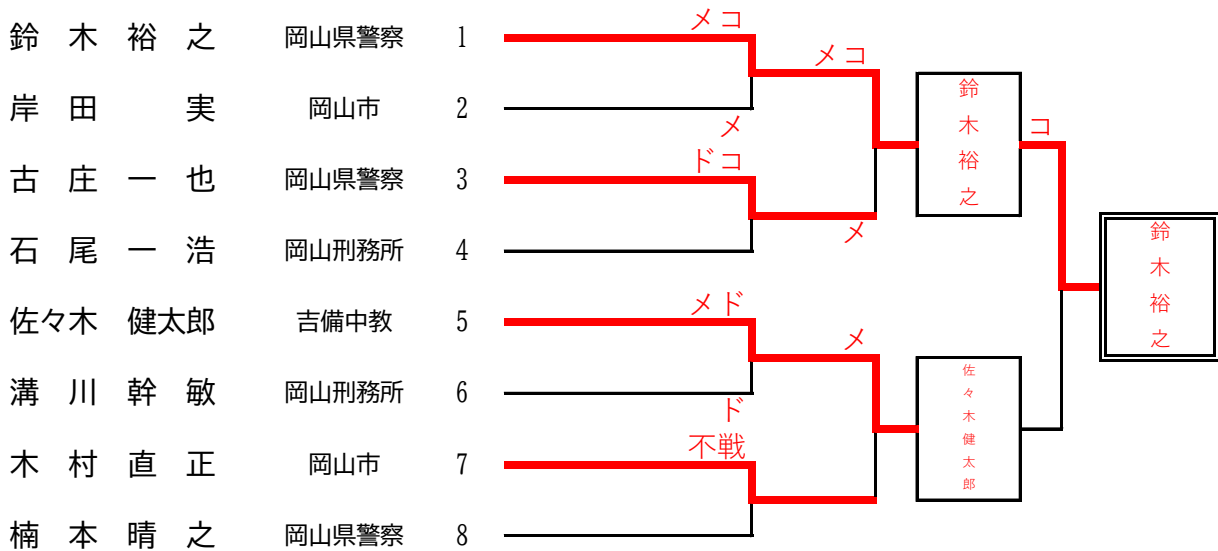 鈴木裕之 岡山県警察 1
岸田実 岡山市 2
古庄一也 岡山県警察 3
石尾一浩 岡山刑務所 4
佐々木健太郎 吉備中教 5
溝川幹敏 岡山刑務所 6
木村直正 岡山市 7
楠本晴之 岡山県警察 8
メコ
メ
ドコ
メド
ド
不戦
メコ
メ
メ
鈴木裕之
佐々木健太郎
コ
鈴木裕之